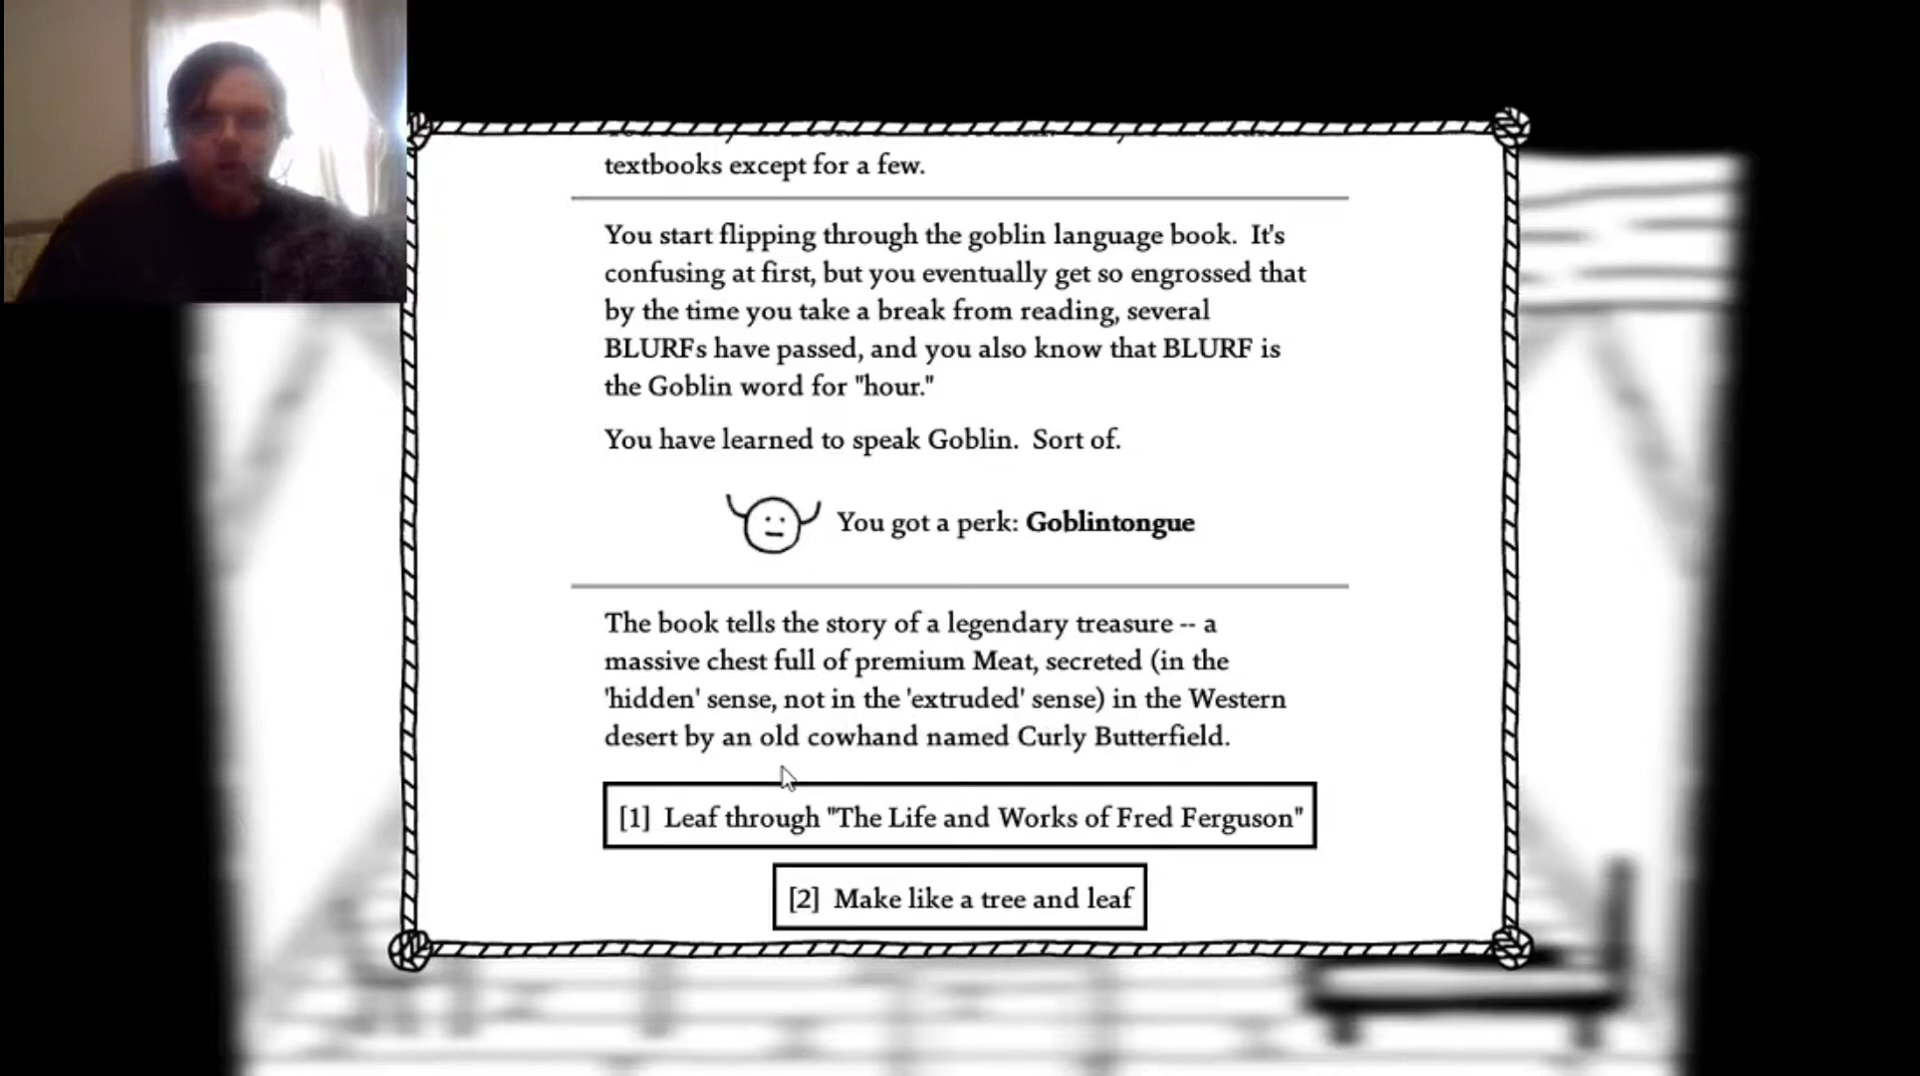 textbooks except for a few.
You start flipping through the goblin language book.  It's
confusing at first, but you eventually get so engrossed that
by the time you take a break from reading, several
BLURFs have passed, and you also know that BLURF is
the Goblin word for "hour."
You have learned to speak Goblin.  Sort of.
You got a perk: Goblintongue
The book tells the story of a legendary treasure -- a
massive chest full of premium Meat, secreted (in the
'hidden' sense, not in the 'extruded' sense) in the Western
desert by an old cowhand named Curly Butterfield.
[1]  Leaf through "The Life and Works of Fred Ferguson"
[2]  Make like a tree and leaf